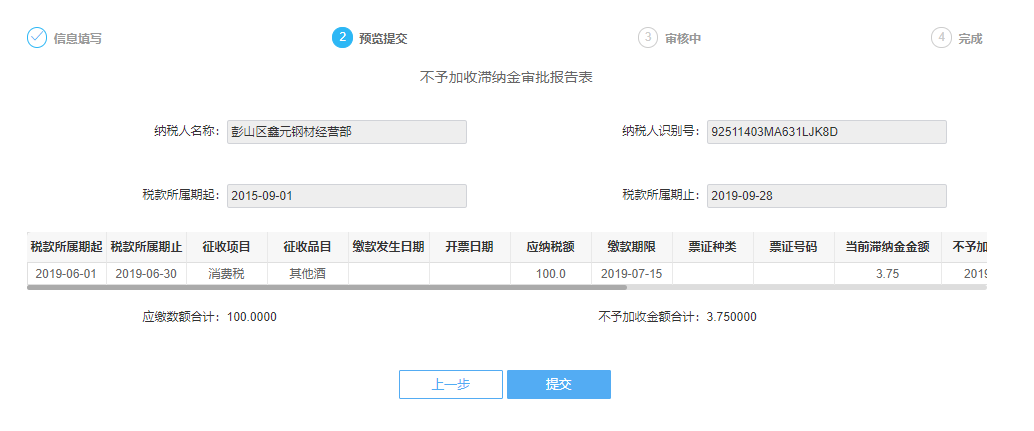 信息填写 2 预览提交 3 审核中 4 完成
不予加收滞纳金审批报告表
纳税人名称： 彭山区鑫元钢材经营部 纳税人识别号： 92511403MA631LJK8D
税款所属期起： 2015-09-01 税款所属期止： 2019-09-28
税款所属期起 税款所属期止 征收项目 征收品目 缴款发生日期 开票日期 应纳税额 缴款期限 票证种类 票证号码 当前滞纳金金额 不予加
2019-06-01 2019-06-30 消费税 其他酒 100.0 2019-07-15 3.75 2019
应缴数额合计： 100.0000 不予加收金额合计： 3.750000
上一步 提交